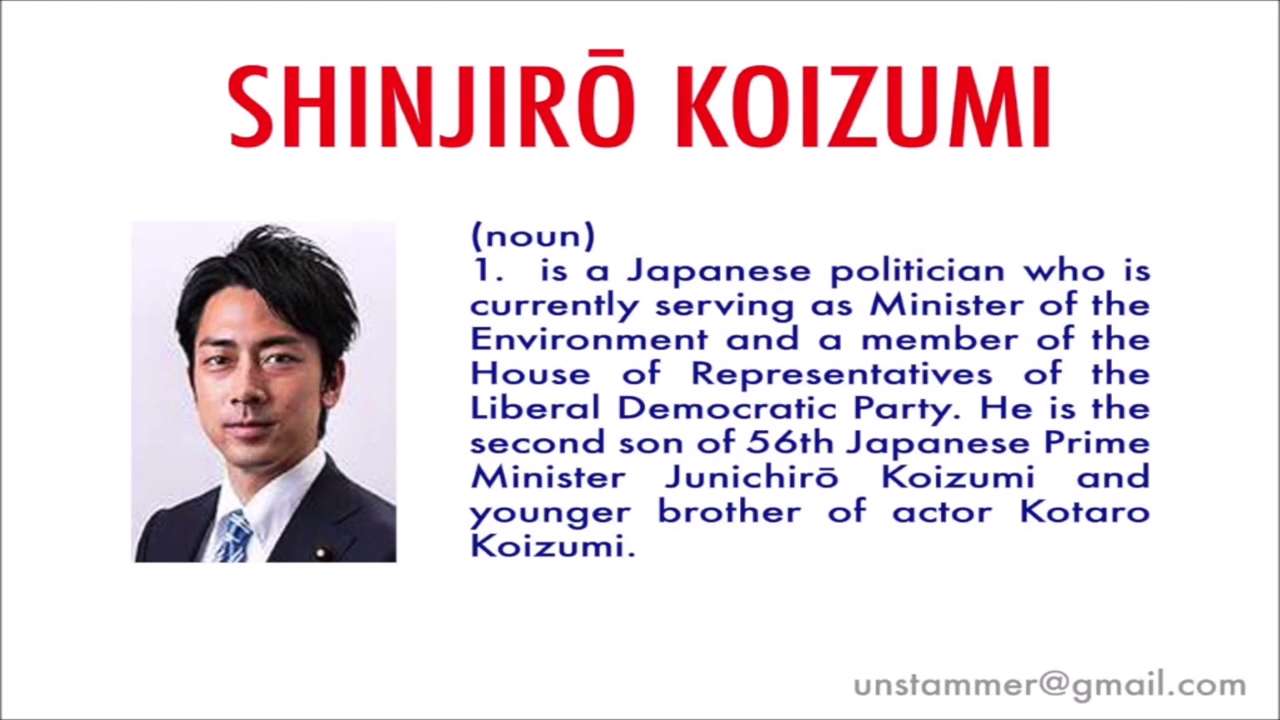 SHINJIRŌ KOIZUMI
(noun)
1. is a Japanese politician who is
currently serving as Minister of the
Environment and a member of the
House of Representatives of the
Liberal Democratic Party. He is the
second son of 56th Japanese Prime
Minister Junichirō Koizumi and
younger brother of actor Kotaro
Koizumi.
unstammer@gmail.com